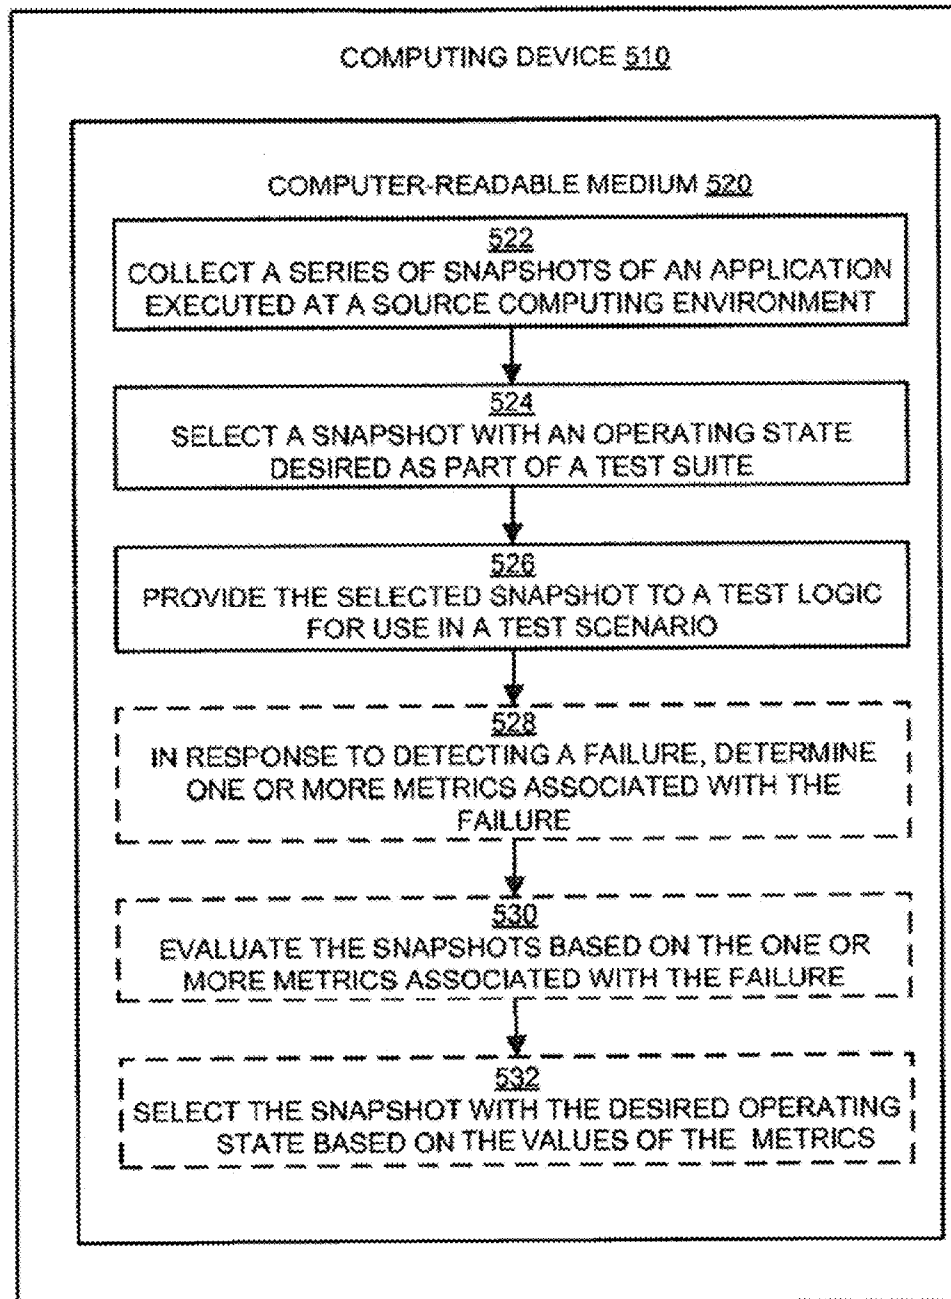 COMPUTING DEVICE 510
COMPUTER-READABLE MEDIUM 520
522
COLLECT A SERIES OF SNAPSHOTS OF AN APPLICATION
EXECUTED AT A SOURCE COMPUTING ENVIRONMENT
524
SELECT A SNAPSHOT WITH AN OPERATING STATE
DESIRED AS PART OF A TEST SUITE
526
PROVIDE THE SELECTED SNAPSHOT TO A TEST LOGIC
FOR USE IN A TEST SCENARIO
528
IN RESPONSE TO DETECTING A FAILURE, DETERMINE
ONE OR MORE METRICS ASSOCIATED WITH THE
FAILURE
530
EVALUATE THE SNAPSHOTS BASED ON THE ONE OR
MORE METRICS ASSOCIATED WITH THE FAILURE
532
SELECT THE SNAPSHOT WITH THE DESIRED OPERATING
STATE BASED ON THE VALUES OF THE METRICS